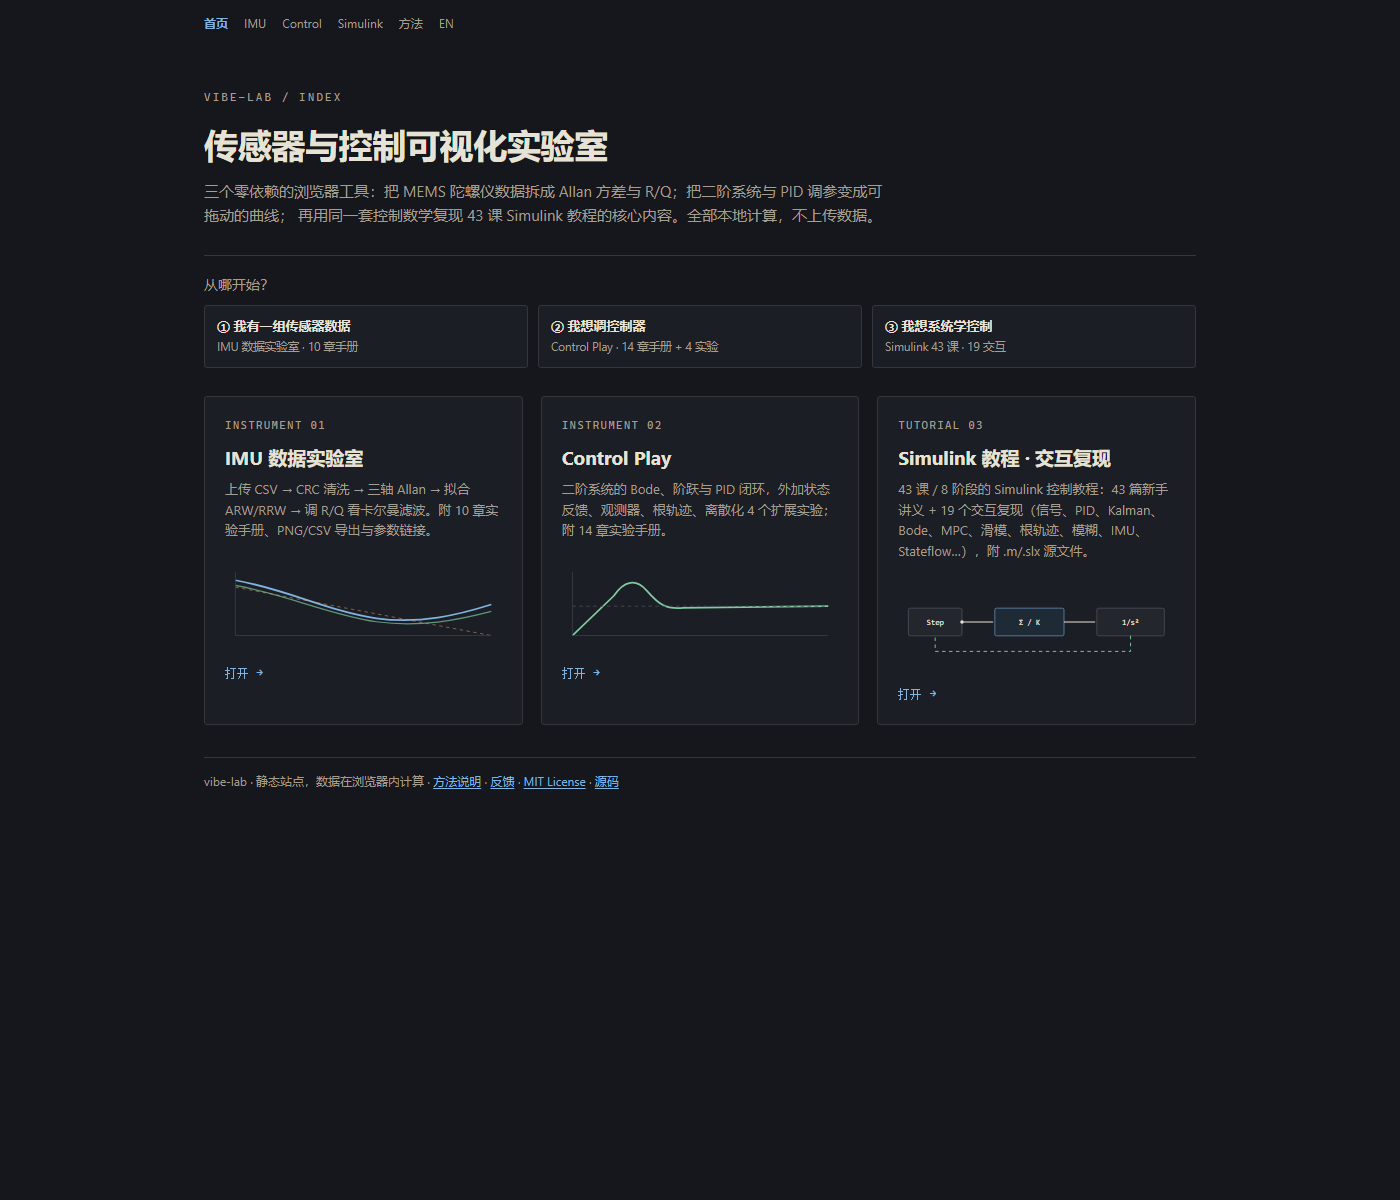 首页 IMU Control Simulink 方法 EN
VIBE-LAB / INDEX
传感器与控制可视化实验室
三个零依赖的浏览器工具：把 MEMS 陀螺仪数据拆成 Allan 方差与 R/Q；把二阶系统与 PID 调参变成可
拖动的曲线； 再用同一套控制数学复现 43 课 Simulink 教程的核心内容。全部本地计算，不上传数据。
从哪开始？
① 我有一组传感器数据
IMU 数据实验室 · 10 章手册
② 我想调控制器
Control Play · 14 章手册 + 4 实验
③ 我想系统学控制
Simulink 43 课 · 19 交互
INSTRUMENT 01
IMU 数据实验室
上传 CSV → CRC 清洗 → 三轴 Allan → 拟合
ARW/RRW → 调 R/Q 看卡尔曼滤波。附 10 章实
验手册、PNG/CSV 导出与参数链接。
打开 →
INSTRUMENT 02
Control Play
二阶系统的 Bode、阶跃与 PID 闭环，外加状态
反馈、观测器、根轨迹、离散化 4 个扩展实验；
附 14 章实验手册。
打开 →
TUTORIAL 03
Simulink 教程 · 交互复现
43 课 / 8 阶段的 Simulink 控制教程：43 篇新手
讲义 + 19 个交互复现（信号、PID、Kalman、
Bode、MPC、滑模、根轨迹、模糊、IMU、
Stateflow…），附 .m/.slx 源文件。
Step Σ / K 1/s²
打开 →
vibe-lab · 静态站点，数据在浏览器内计算 · 方法说明 · 反馈 · MIT License · 源码